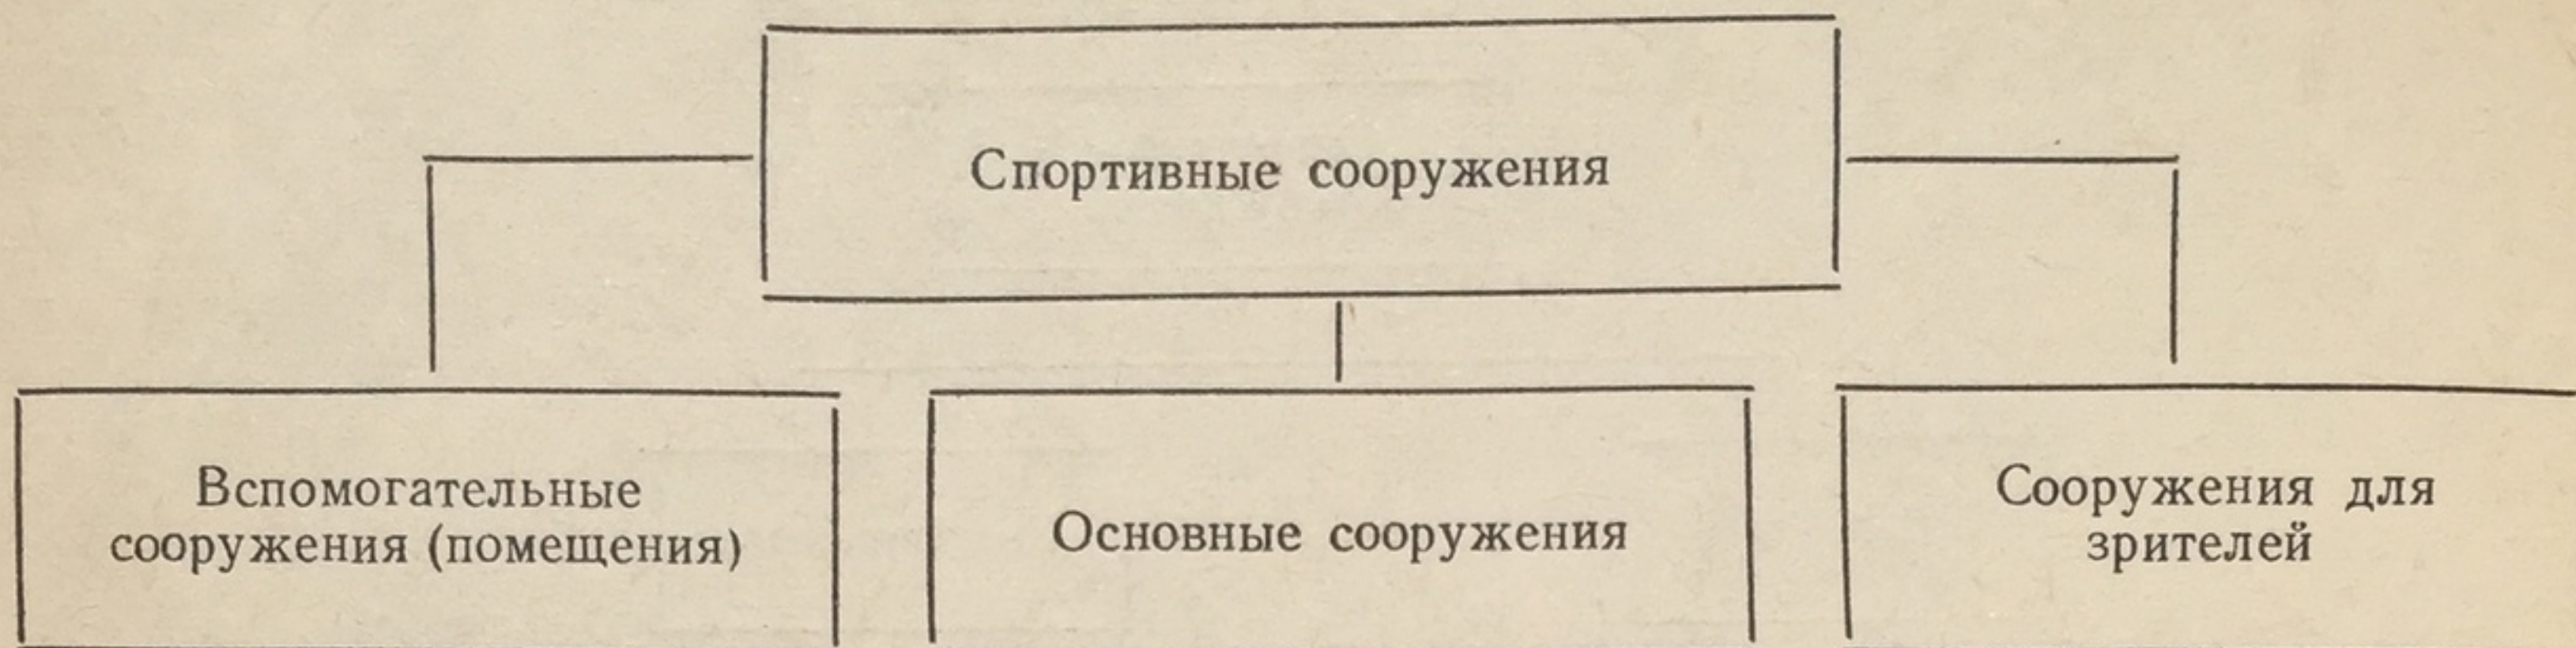 Спортивные сооружения
Вспомогательные
сооружения (помещения)
Основные сооружения
Сооружения для
зрителей